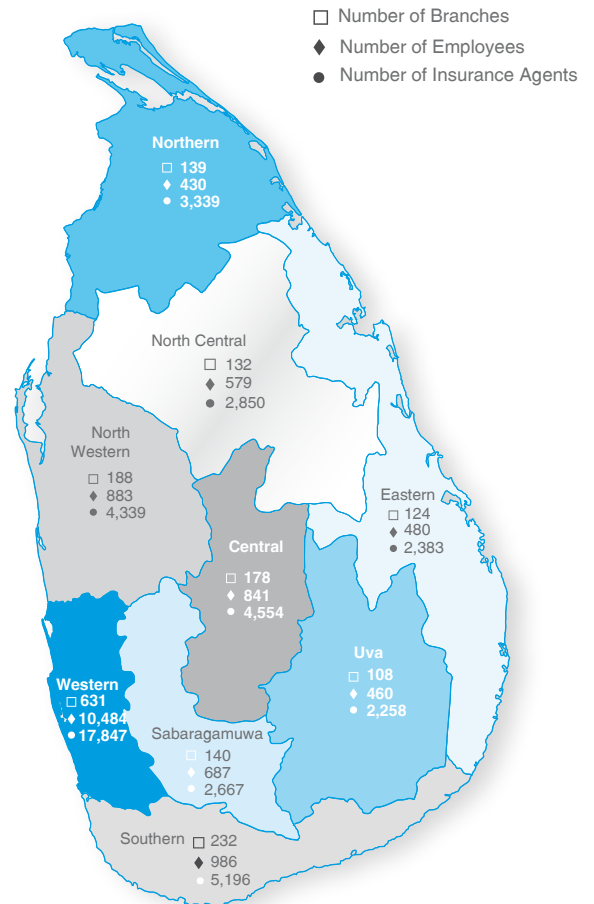 Number of Branches
Number of Employees
Number of Insurance Agents
Northern
139
430
3,339
North Central
132
579
2,850
North
Western
188
883
4,339
Eastern
124
480
2,383
Central
178
841
4,554
Uva
108
460
2,258
Western
631
10,484
17,847
Sabaragamuwa
140
687
2,667
Southern 232
986
5,196